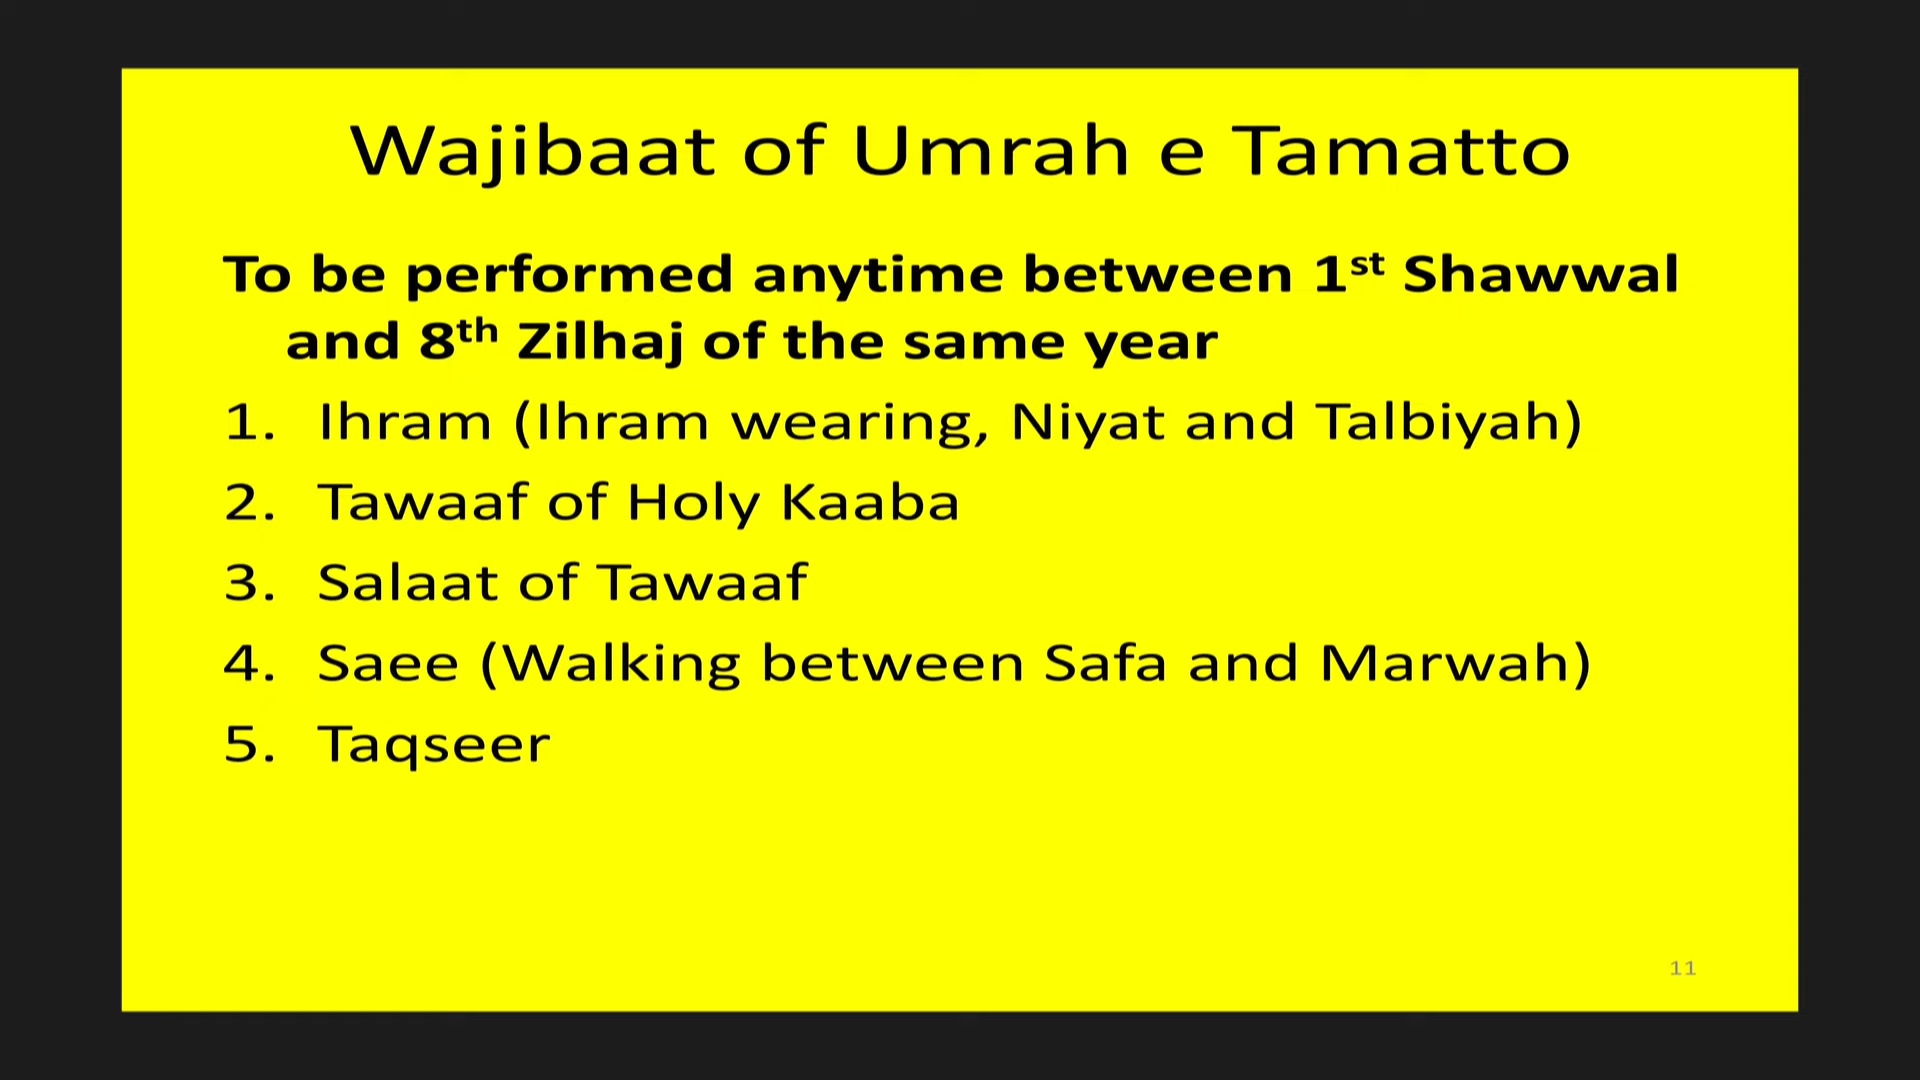 Wajibaat of Umrah e Tamatto
To be performed anytime between 1st Shawwal
and 8th Zilhaj of the same year
1. Ihram (Ihram wearing, Niyat and Talbiyah)
2. Tawaaf of Holy Kaaba
3. Salaat of Tawaaf
4. Saee (Walking between Safa and Marwah)
5. Taqseer
11